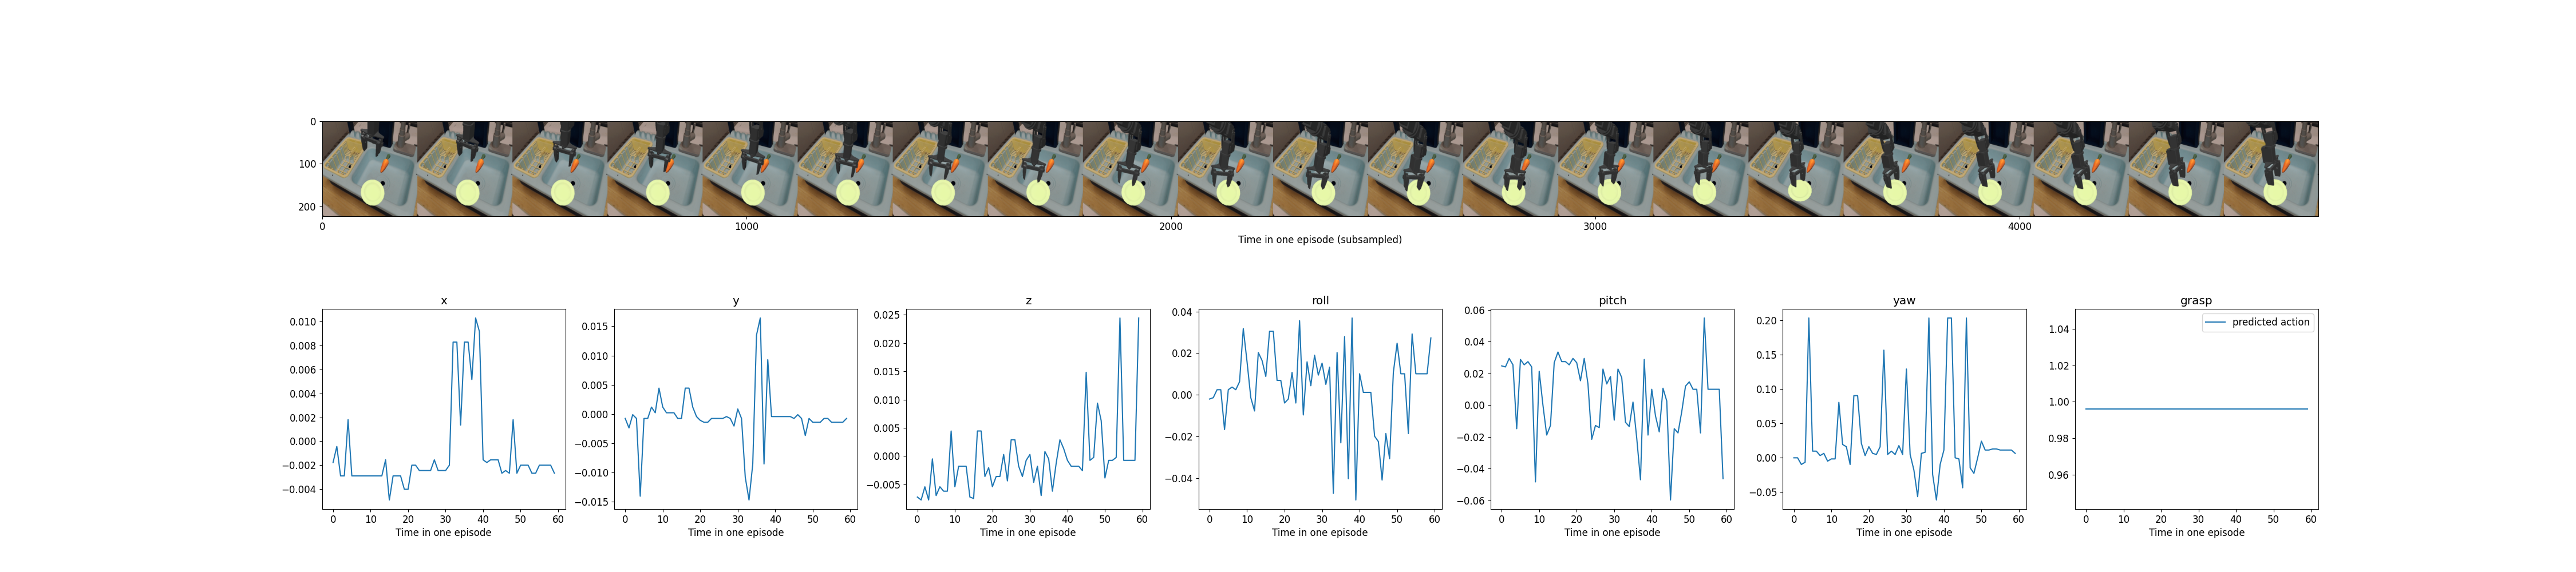 0
100
200
0 1000 2000 3000 4000
Time in one episode (subsampled)
x
0.010
0.008
0.006
0.004
0.002
0.000
−0.002
−0.004
0 10 20 30 40 50 60
Time in one episode
y
0.015
0.010
0.005
0.000
−0.005
−0.010
−0.015
0 10 20 30 40 50 60
Time in one episode
z
0.025
0.020
0.015
0.010
0.005
0.000
−0.005
0 10 20 30 40 50 60
Time in one episode
roll
0.04
0.02
0.00
−0.02
−0.04
0 10 20 30 40 50 60
Time in one episode
pitch
0.06
0.04
0.02
0.00
−0.02
−0.04
−0.06
0 10 20 30 40 50 60
Time in one episode
yaw
0.20
0.15
0.10
0.05
0.00
−0.05
0 10 20 30 40 50 60
Time in one episode
grasp
predicted action
1.04
1.02
1.00
0.98
0.96
0 10 20 30 40 50 60
Time in one episode